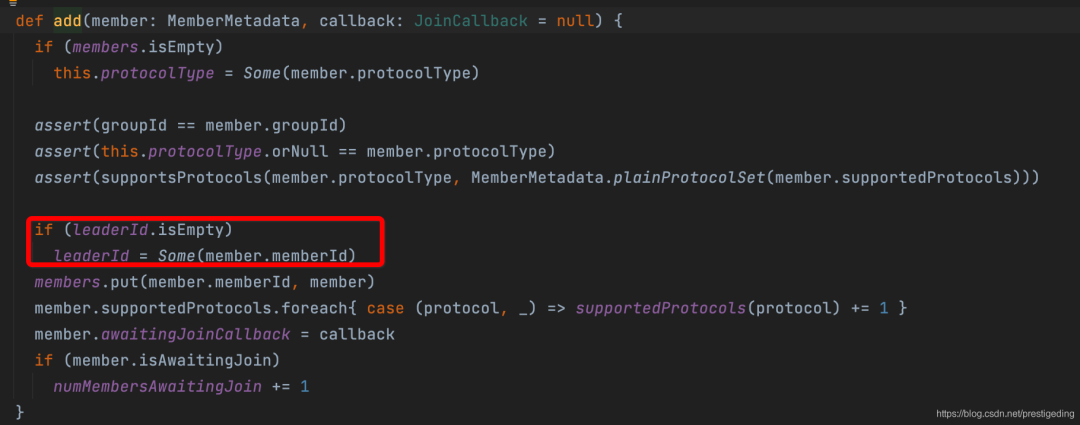 def add(member: MemberMetadata, callback: JoinCallback = null) {
if (members.isEmpty)
this.protocolType = Some(member.protocolType)
assert(groupId == member.groupId)
assert(this.protocolType.orNull == member.protocolType)
assert(supportsProtocols(member.protocolType, MemberMetadata.plainProtocolSet(member.supportedProtocols)))
if (leaderId.isEmpty)
leaderId = Some(member.memberId)
members.put(member.memberId, member)
member.supportedProtocols.foreach{ case (protocol, _) => supportedProtocols(protocol) += 1 }
member.awaitingJoinCallback = callback
if (member.isAwaitingJoin)
numMembersAwaitingJoin += 1
}
https://blog.csdn.net/prestigeding